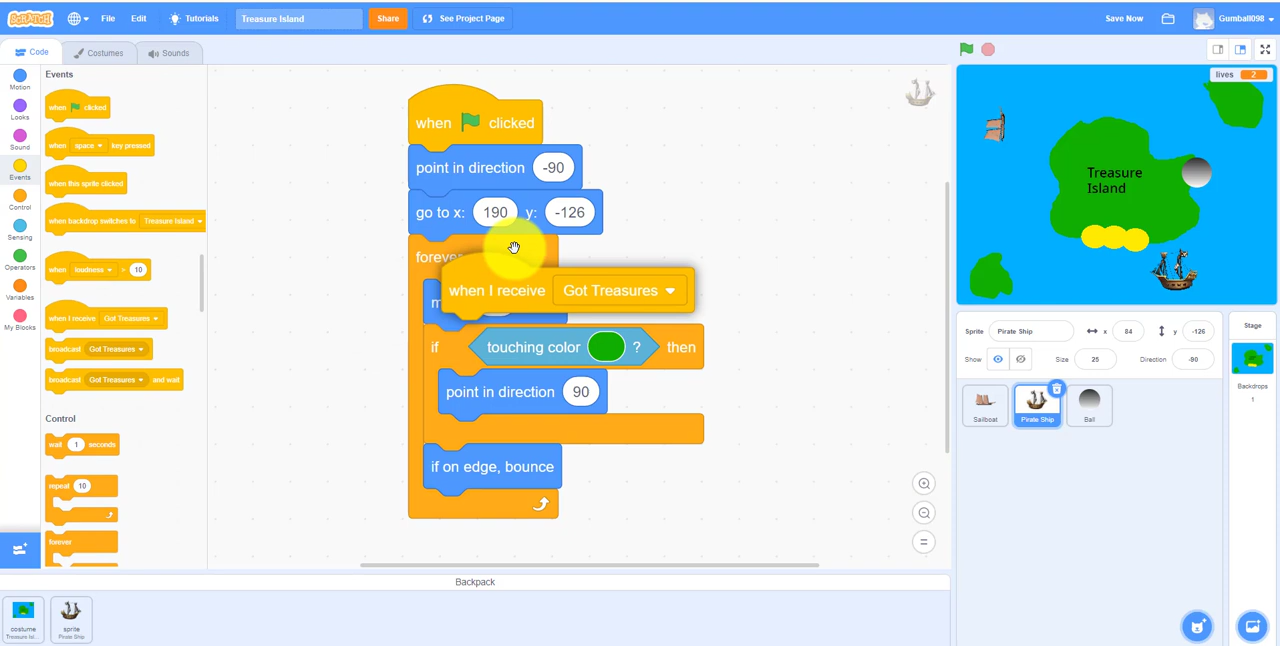 SCRATCH File Edit Tutorials Treasure Island Share See Project Page Save Now Gumball098
Code Costumes Sounds
Motion
Looks
Sound
Events
Control
Sensing
Operators
Variables
My Blocks
Events
when clicked
when space key pressed
when this sprite clicked
when backdrop switches to Treasure Island
when loudness > 10
when I receive Got Treasures
broadcast Got Treasures
broadcast Got Treasures and wait
Control
wait 1 seconds
repeat 10
forever
when clicked
point in direction -90
go to x: 190 y: -126
forever
when I receive Got Treasures
if touching color ? then
point in direction 90
if on edge, bounce
lives 2
Treasure
Island
Sprite Pirate Ship x 84 y -126
Show Size 25 Direction -90
Sailboat Pirate Ship Ball
Stage
Backdrops
1
Backpack
costume
Treasure Isl...
sprite
Pirate Ship